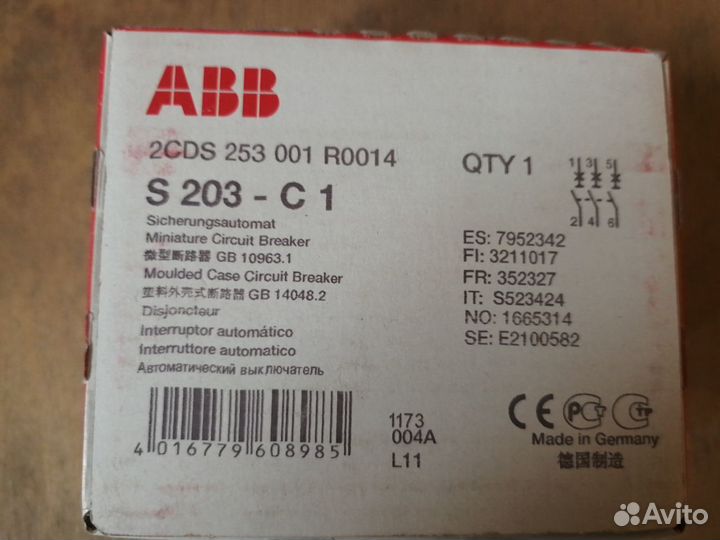 ABB
2CDS 253 001 R0014
S 203 - C 1
QTY 1
1 3 5
2 4 6
Sicherungsautomat
Miniature Circuit Breaker
微型断路器 GB 10963.1
Moulded Case Circuit Breaker
塑料外壳式断路器 GB 14048.2
Disjoncteur
Interruptor automático
Interruttore automatico
Автоматический выключатель
ES: 7952342
FI: 3211017
FR: 352327
IT: S523424
NO: 1665314
SE: E2100582
4 016779 608985
1173
004A
L11
CE
Made in Germany
德国制造
Avito